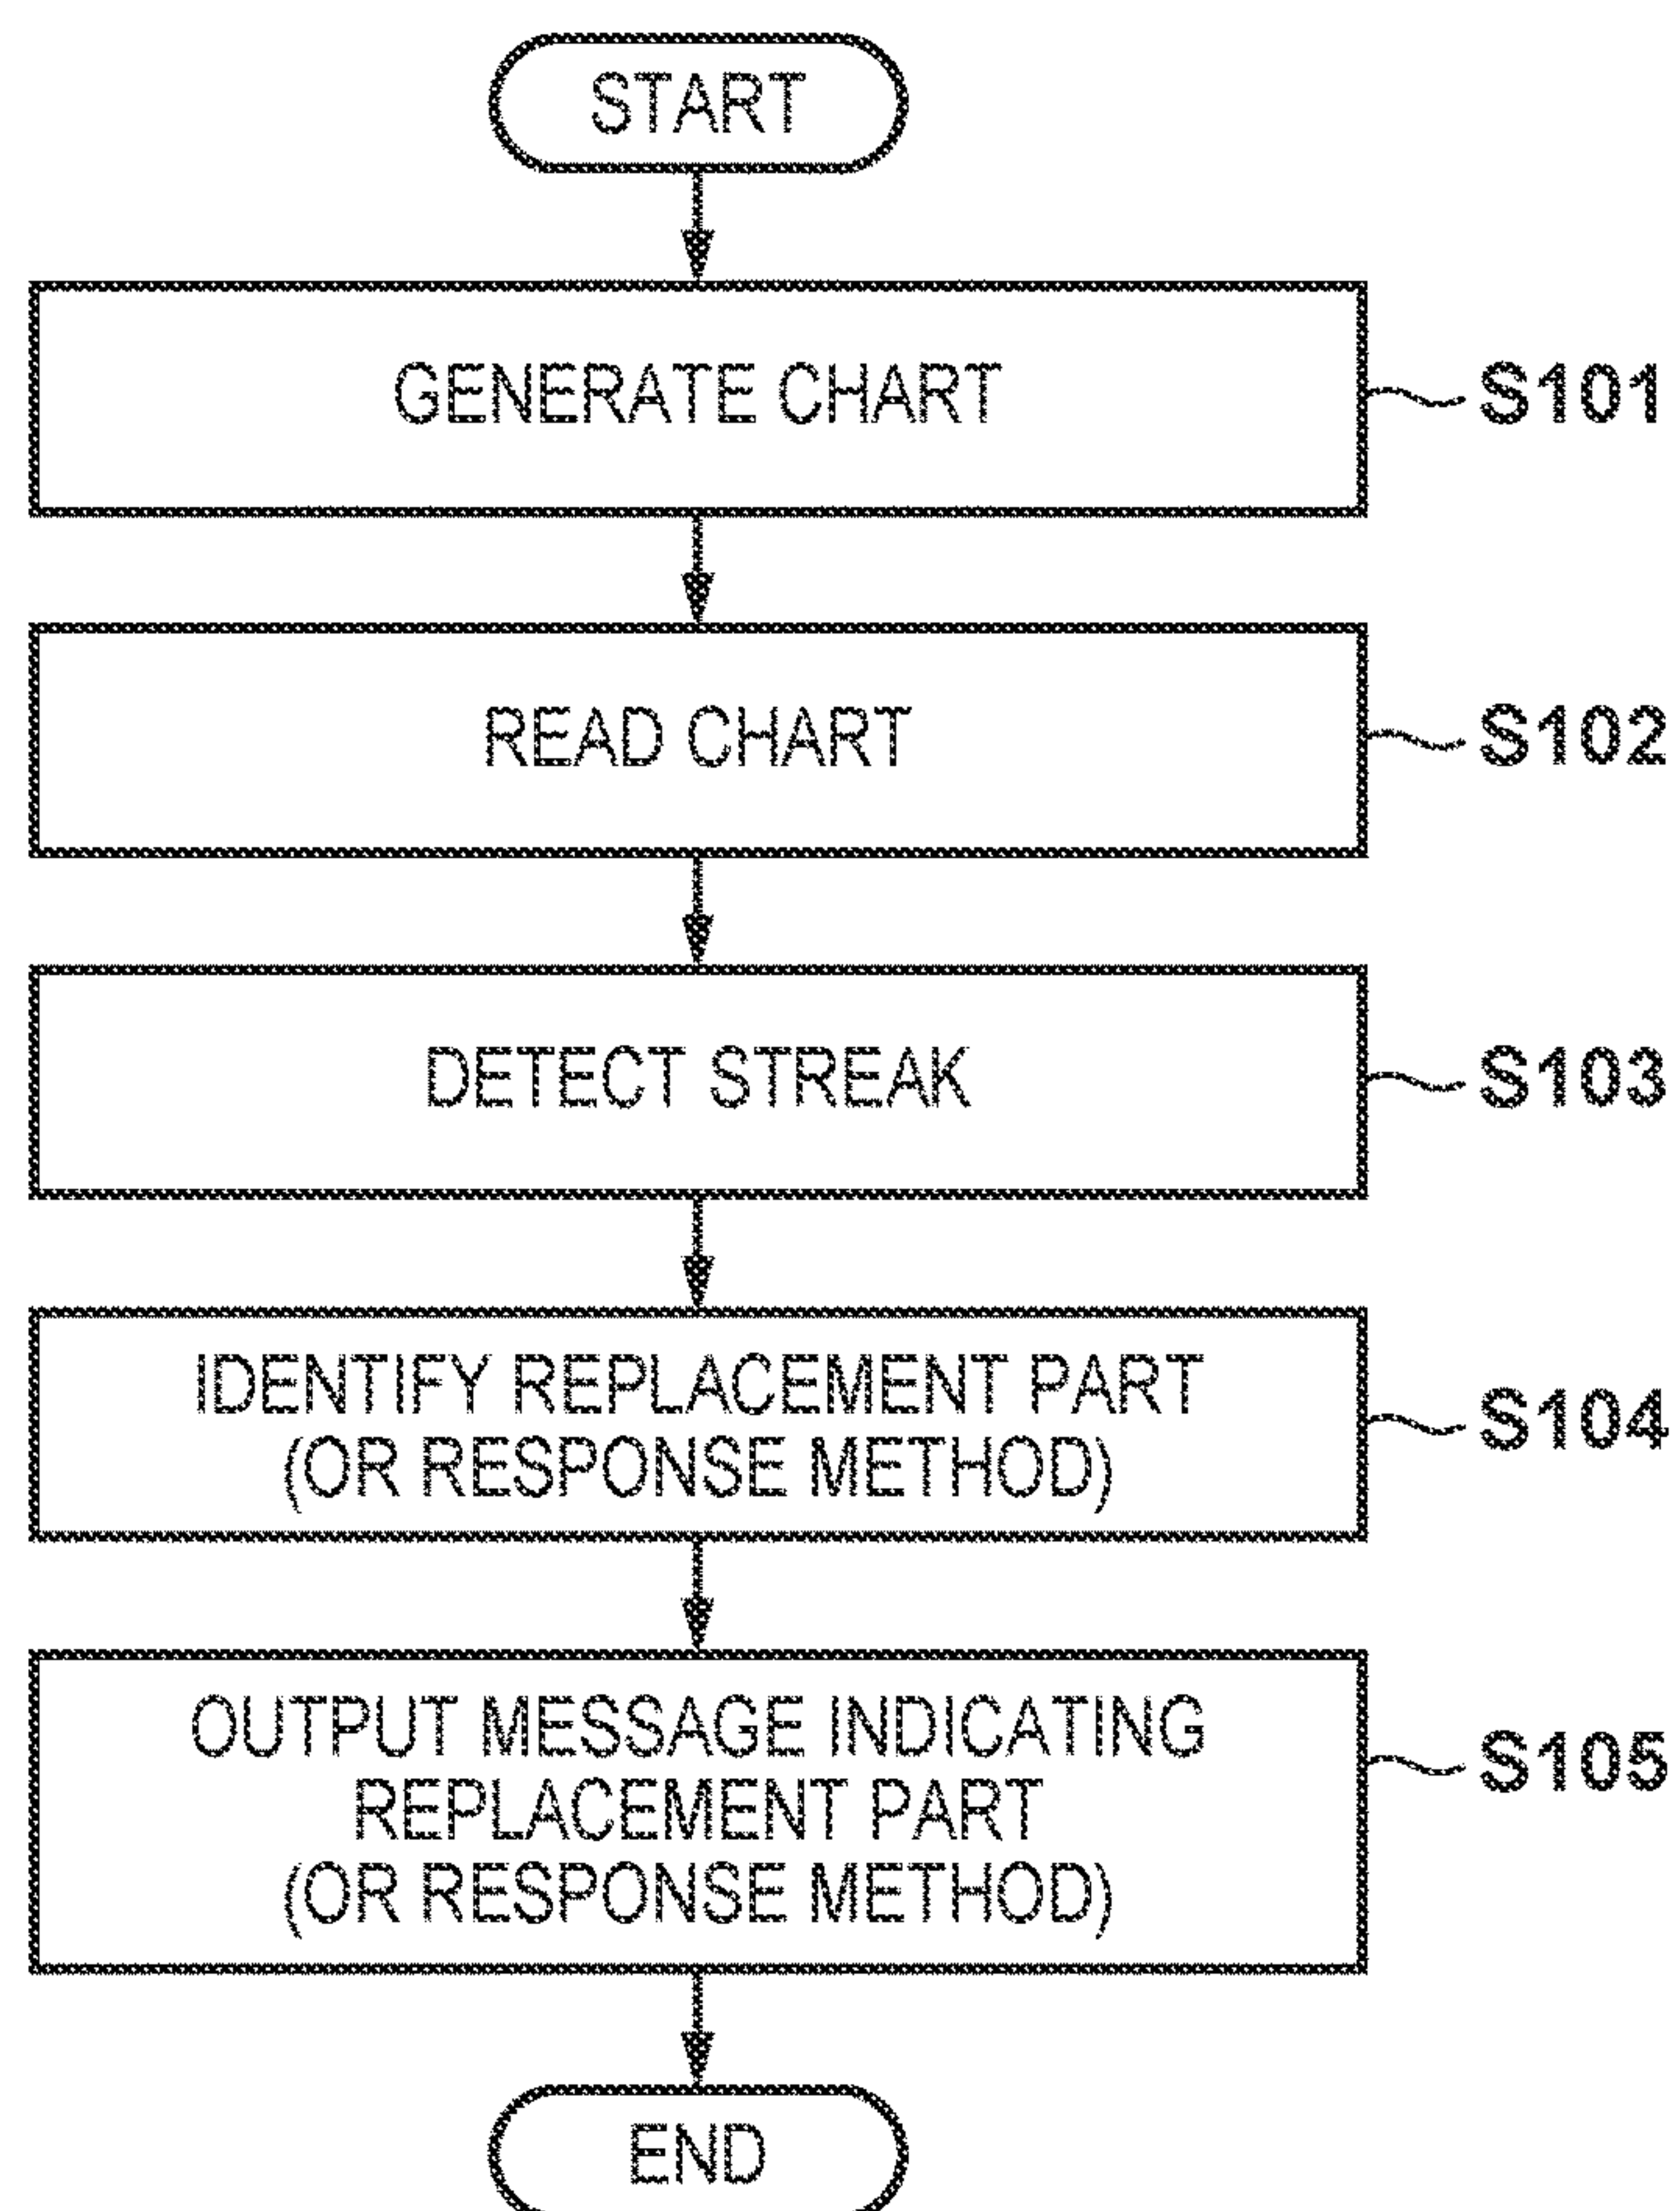 START
GENERATE CHART
S101
READ CHART
S102
DETECT STREAK
S103
IDENTIFY REPLACEMENT PART
(OR RESPONSE METHOD)
S104
OUTPUT MESSAGE INDICATING
REPLACEMENT PART
(OR RESPONSE METHOD)
S105
END